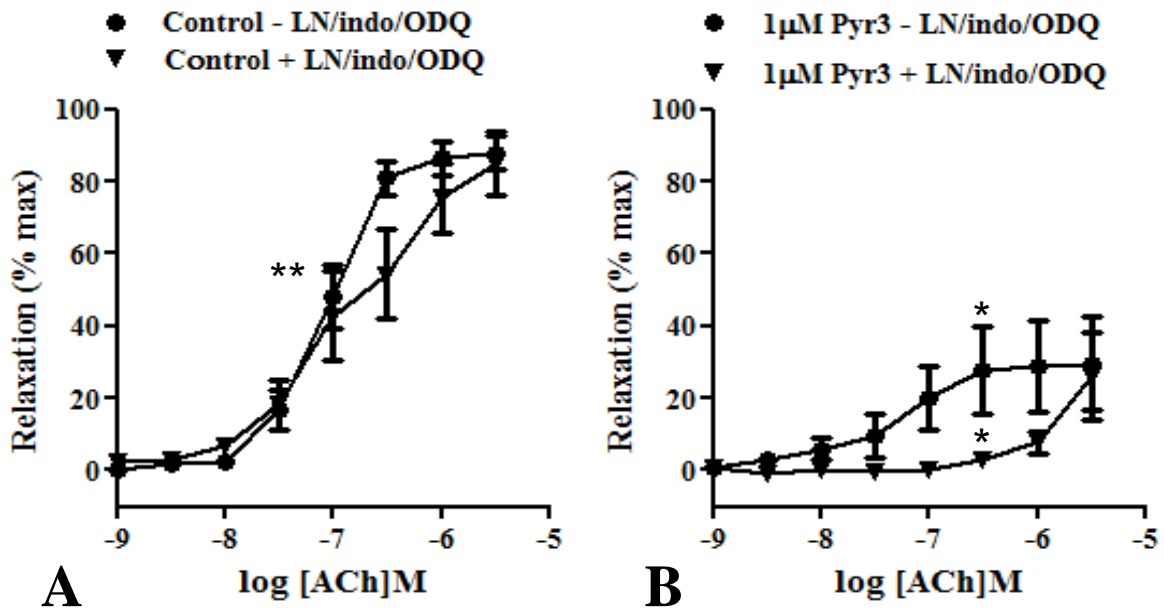 Control - LN/indo/ODQ
Control + LN/indo/ODQ
100
80
60
40
20
0
Relaxation (% max)
**
-9
-8
-7
-6
-5
log [ACh]M
A
1µM Pyr3 - LN/indo/ODQ
1µM Pyr3 + LN/indo/ODQ
100
80
60
40
20
0
Relaxation (% max)
*
*
-9
-8
-7
-6
-5
log [ACh]M
B